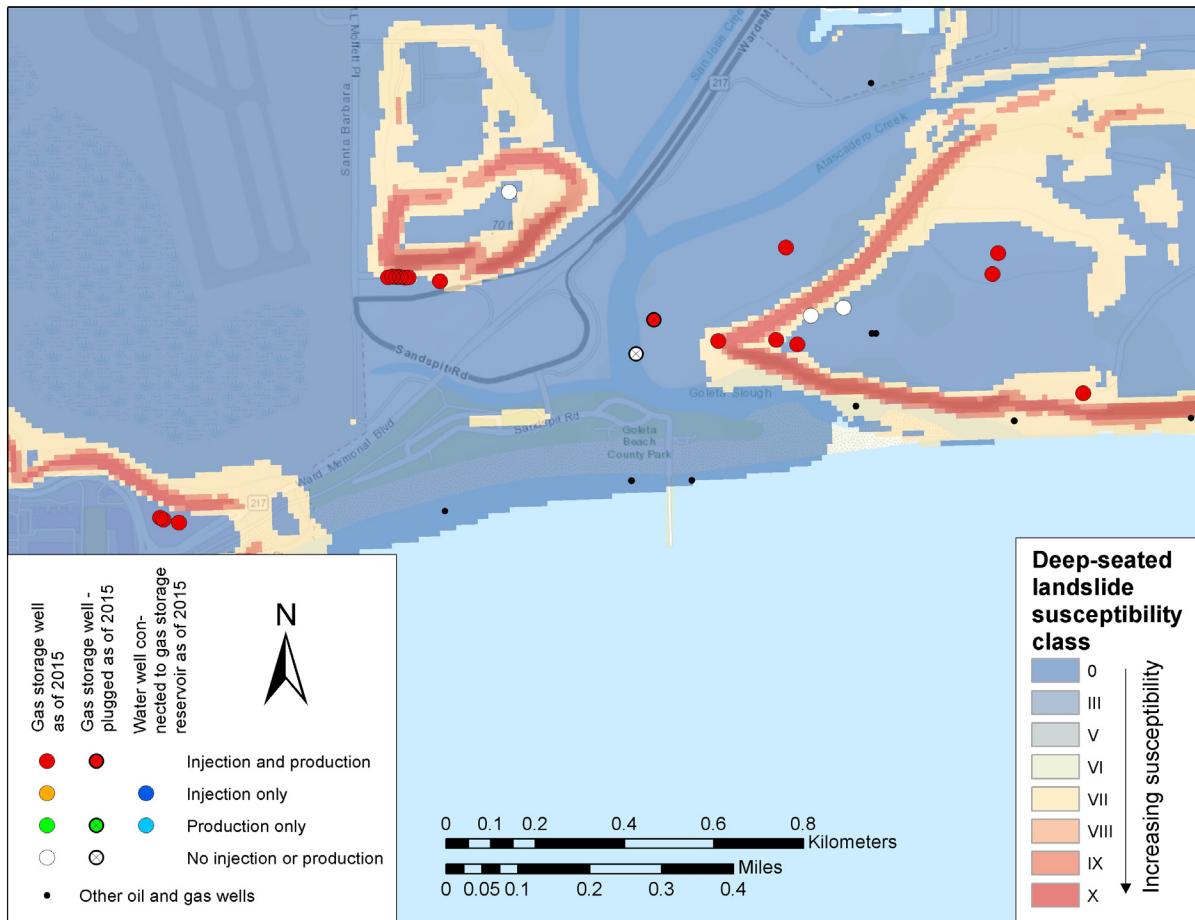 L Moffett Pl
Santa Barbara
San Jose Creek
217
Atascadero Creek
70 ft
Sandspit Rd
Goleta Slough
Sandspit Rd
Goleta
Beach
County Park
Ward Memorial Blvd
217
Gas storage well
as of 2015
Gas storage well -
plugged as of 2015
Water well con-
nected to gas storage
reservoir as of 2015
N
Injection and production
Injection only
Production only
No injection or production
Other oil and gas wells
0 0.1 0.2 0.4 0.6 0.8
Kilometers
Miles
0 0.05 0.1 0.2 0.3 0.4
Deep-seated
landslide
susceptibility
class
0
III
V
VI
VII
VIII
IX
X
Increasing susceptibility